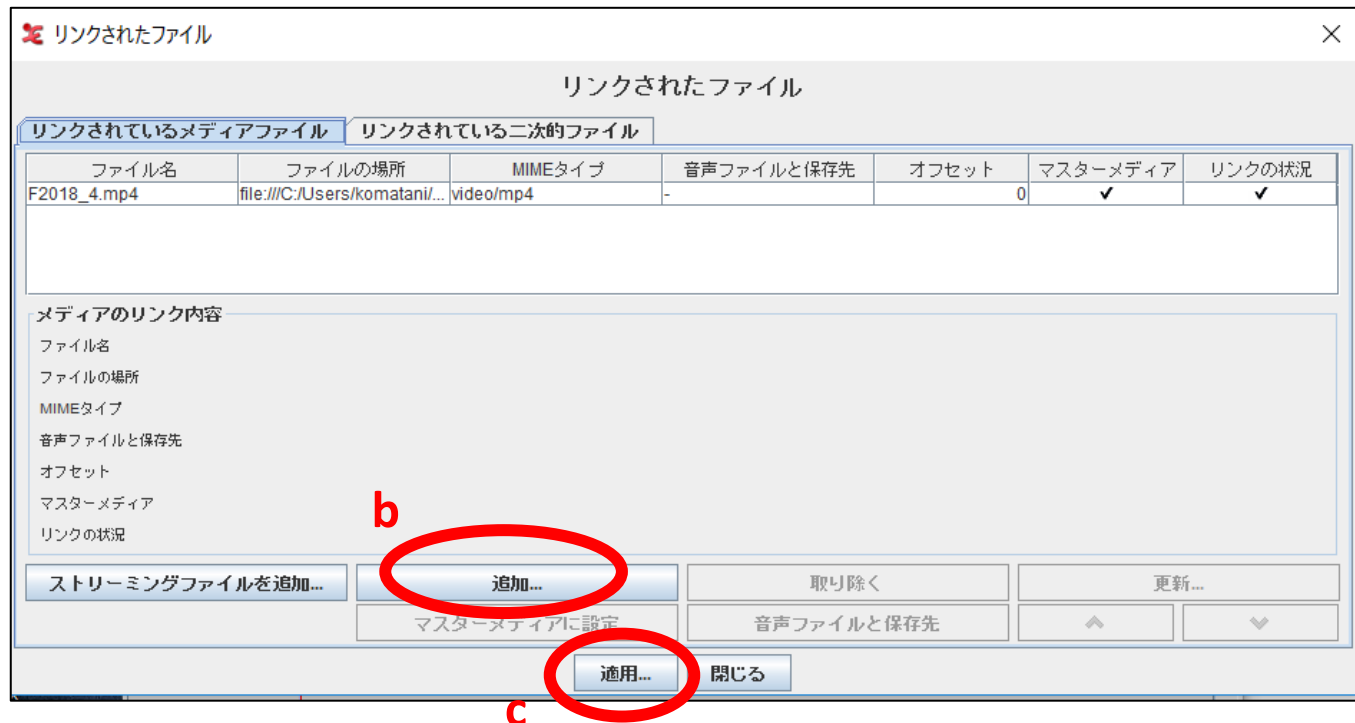 リンクされたファイル
リンクされたファイル
リンクされているメディアファイル リンクされている二次的ファイル
ファイル名 ファイルの場所 MIMEタイプ 音声ファイルと保存先 オフセット マスターメディア リンクの状況
F2018_4.mp4 file:///C:/Users/komatani/... video/mp4 - 0 ✔ ✔
メディアのリンク内容
ファイル名
ファイルの場所
MIMEタイプ
音声ファイルと保存先
オフセット
マスターメディア
リンクの状況
b
ストリーミングファイルを追加... 追加... 取り除く 更新...
マスターメディアに設定 音声ファイルと保存先
適用... 閉じる
c